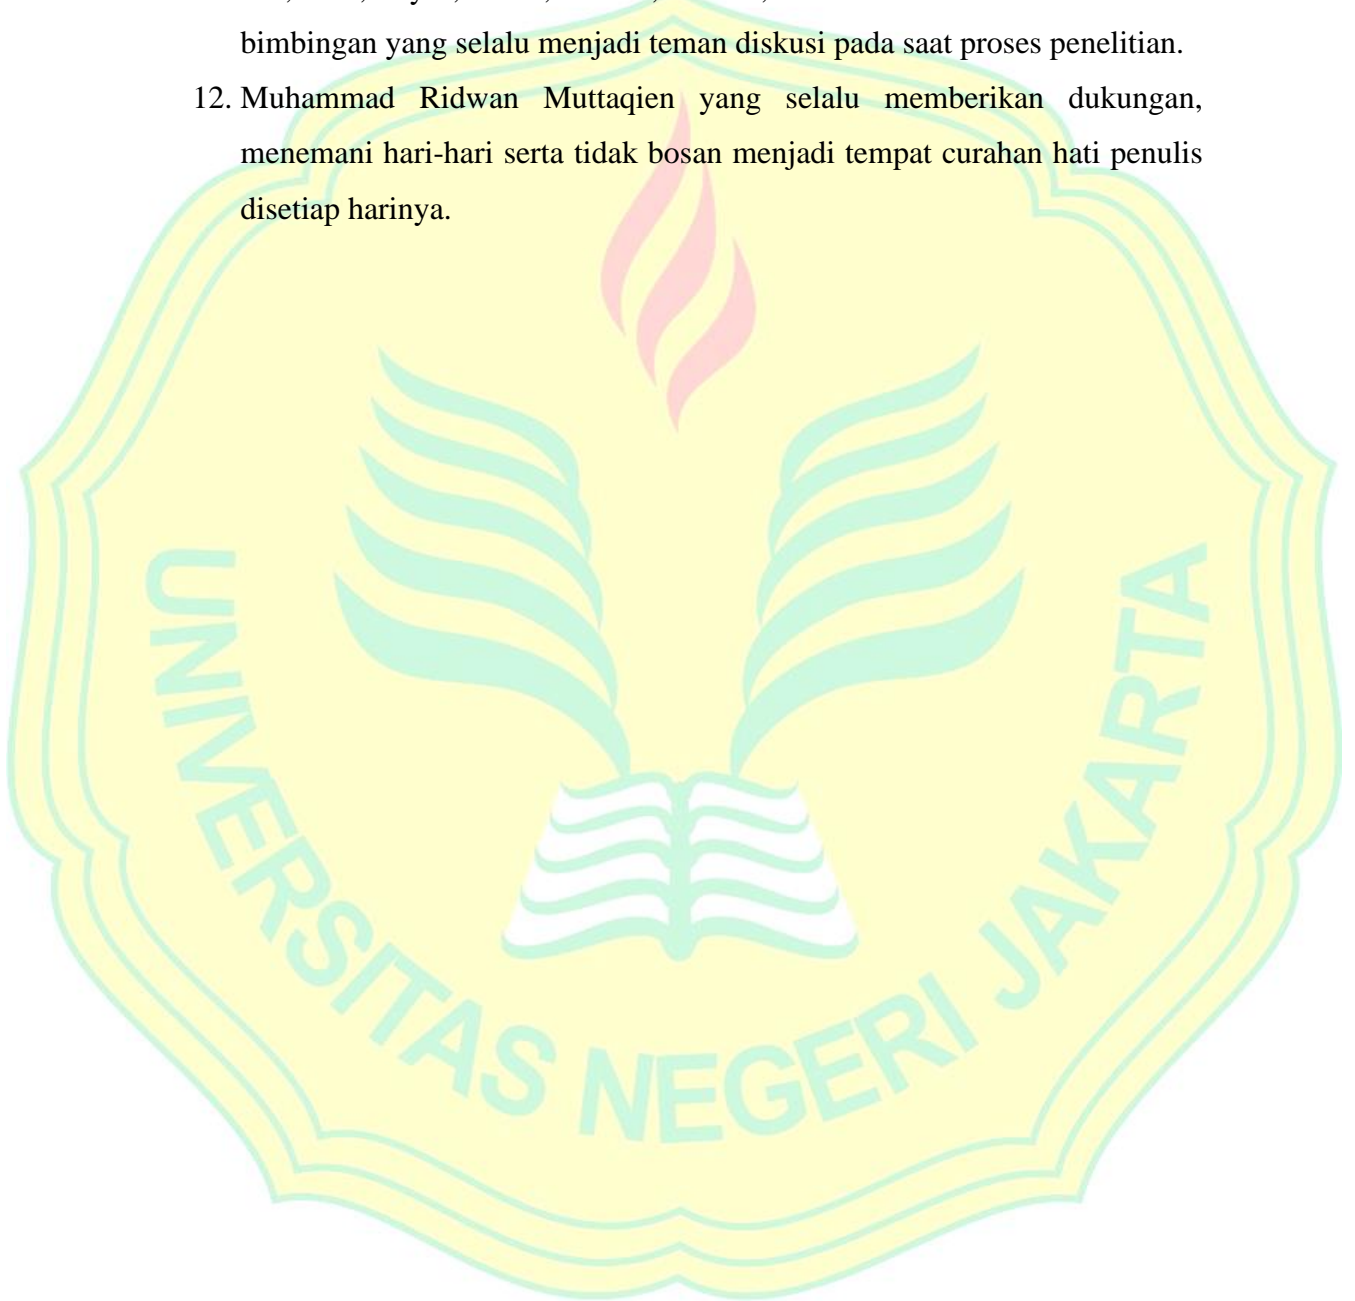 bimbingan yang selalu menjadi teman diskusi pada saat proses penelitian.
12. Muhammad Ridwan Muttaqien yang selalu memberikan dukungan,
menemani hari-hari serta tidak bosan menjadi tempat curahan hati penulis
disetiap harinya.
UNIVERSITAS NEGERI JAKARTA